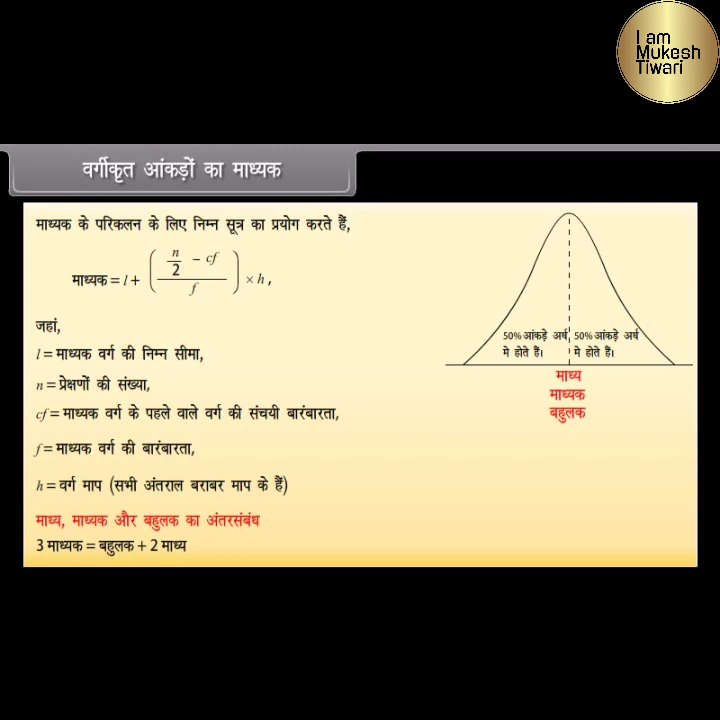 I am
Mukesh
Tiwari
वर्गीकृत आंकड़ों का माध्यक
माध्यक के परिकलन के लिए निम्न सूत्र का प्रयोग करते हैं,
माध्यक = l + ( (n/2 – cf) / f ) × h,
जहां,
l = माध्यक वर्ग की निम्न सीमा,
n = प्रेक्षणों की संख्या,
cf = माध्यक वर्ग के पहले वाले वर्ग की संचयी बारंबारता,
f = माध्यक वर्ग की बारंबारता,
h = वर्ग माप (सभी अंतराल बराबर माप के हैं)
माध्य, माध्यक और बहुलक का अंतरसंबंध
3 माध्यक = बहुलक + 2 माध्य
50% आंकड़े अर्ध
मे होते हैं।
50% आंकड़े अर्ध
मे होते हैं।
माध्य
माध्यक
बहुलक